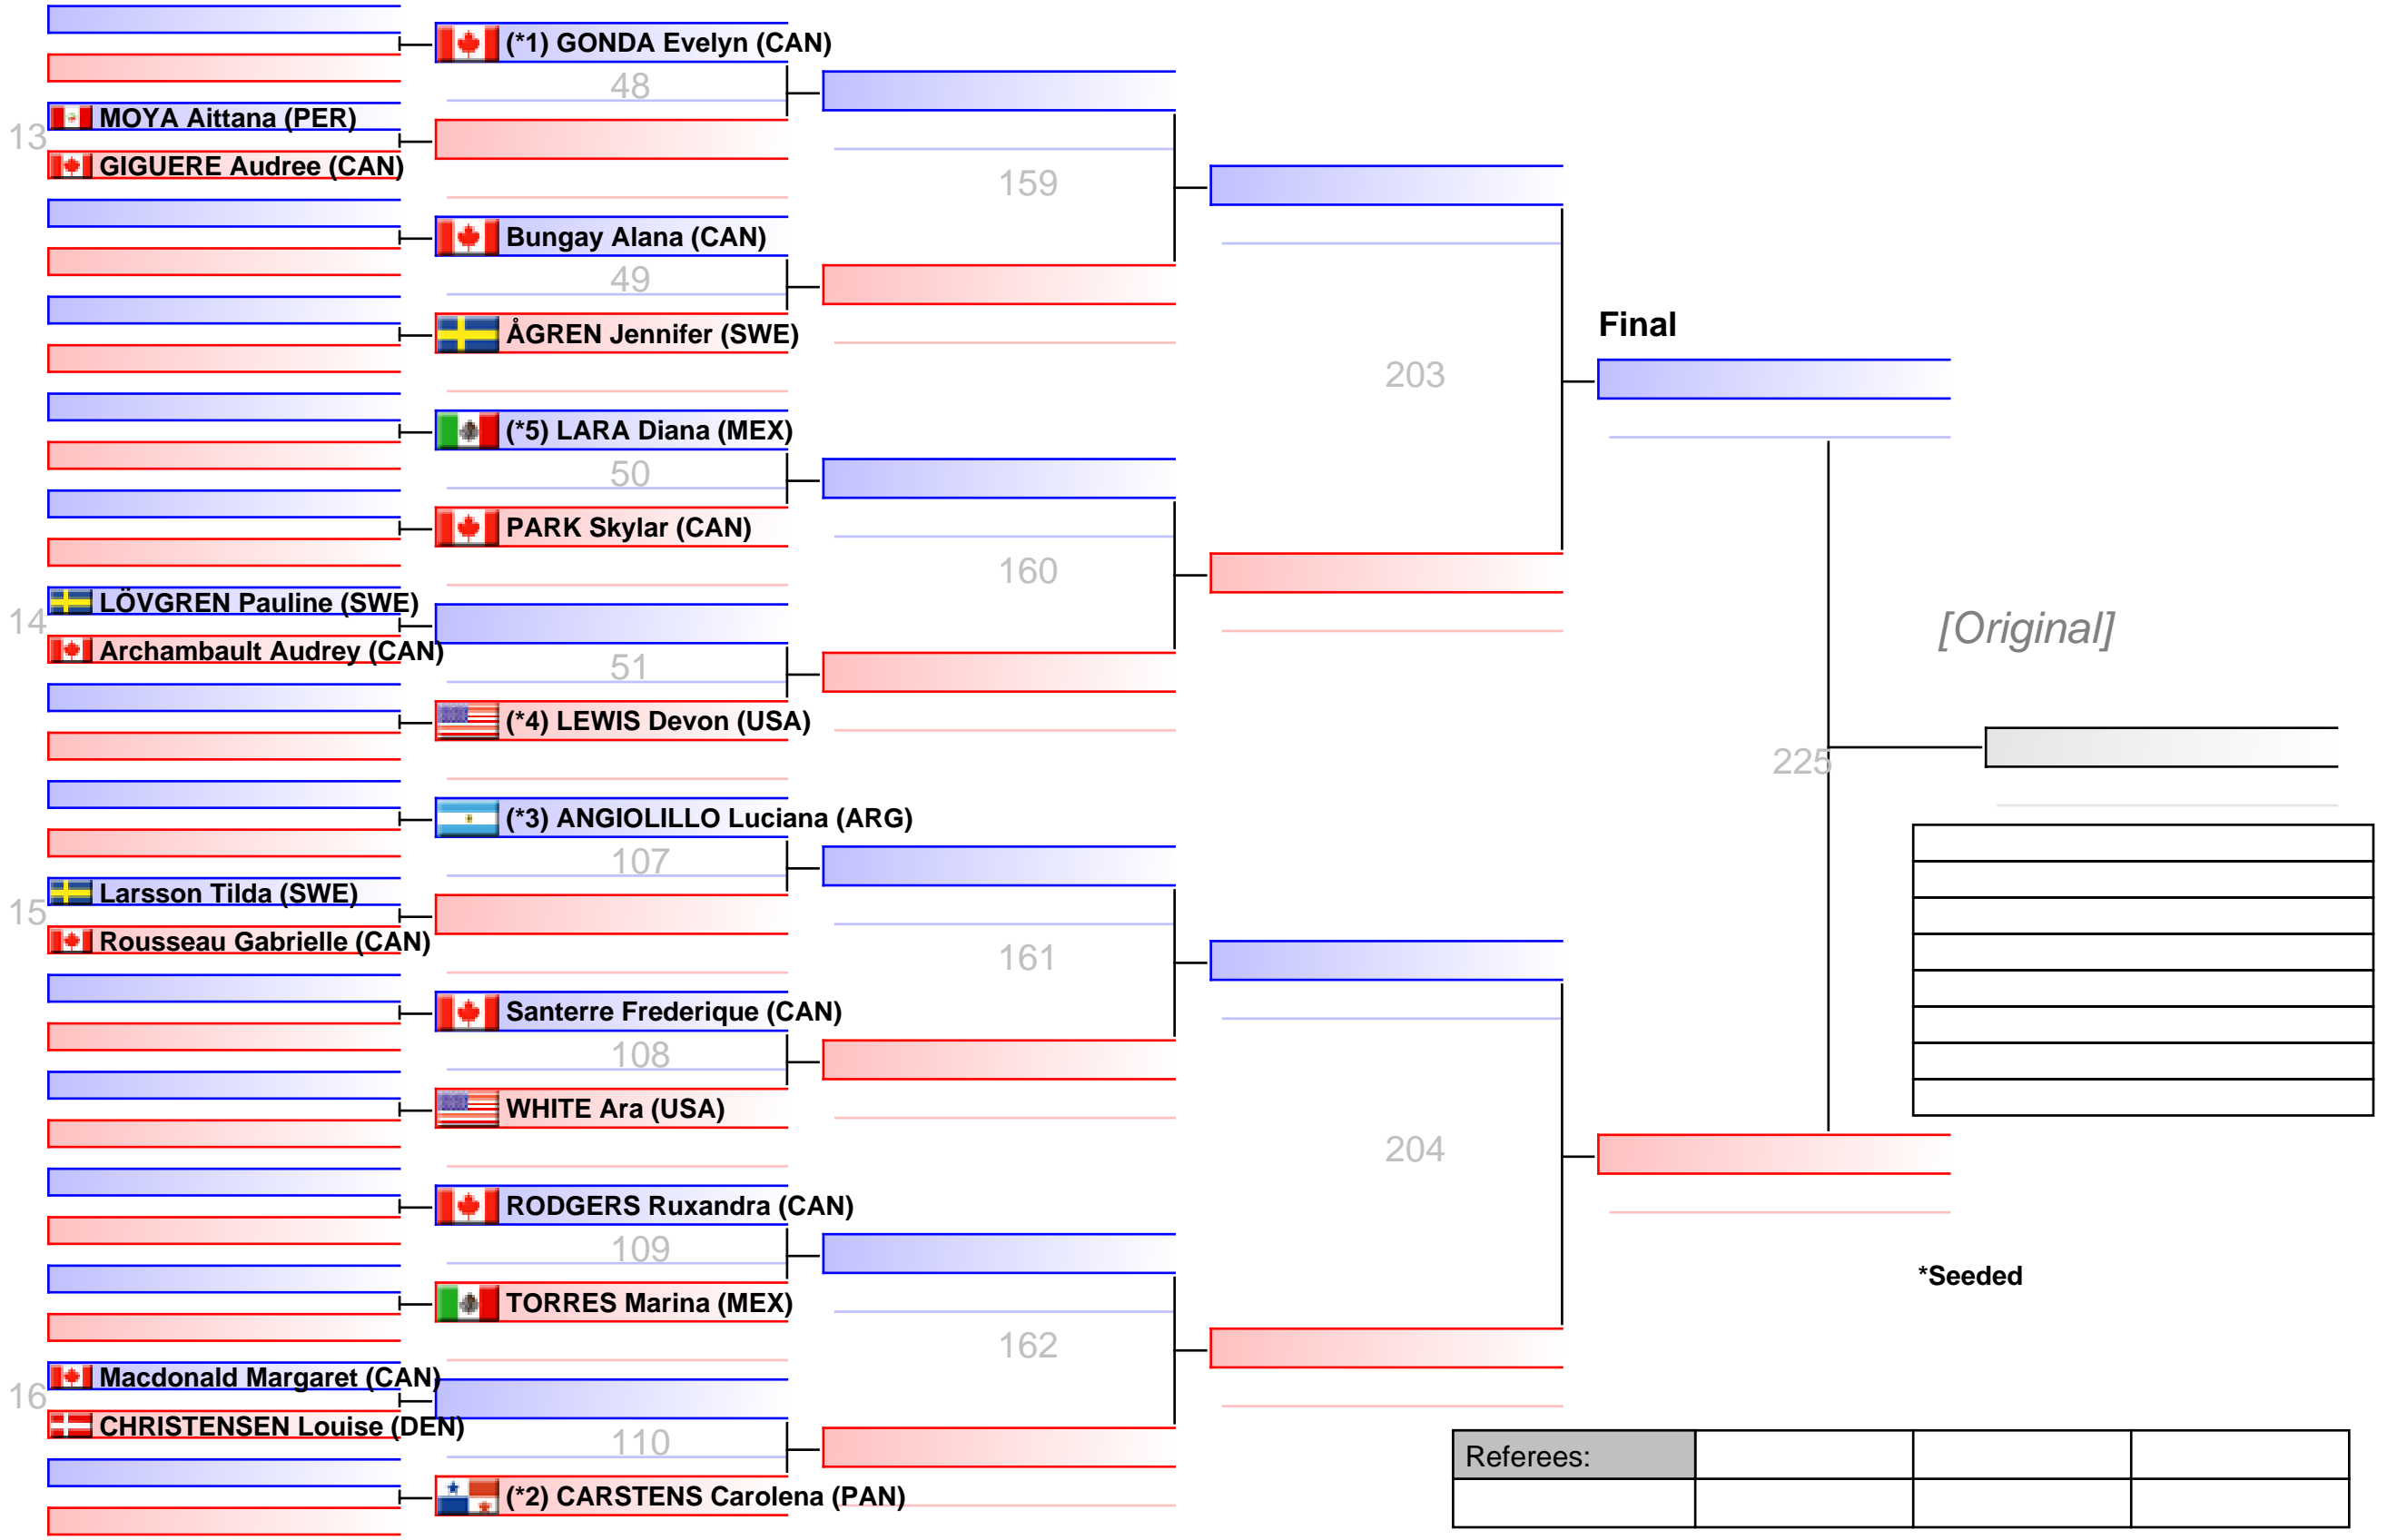 (*1) GONDA Evelyn (CAN)
48
13
MOYA Aittana (PER)
GIGUERE Audree (CAN)
159
Bungay Alana (CAN)
49
ÅGREN Jennifer (SWE)
Final
203
(*5) LARA Diana (MEX)
50
PARK Skylar (CAN)
160
14
LÖVGREN Pauline (SWE)
Archambault Audrey (CAN)
[Original]
51
(*4) LEWIS Devon (USA)
225
(*3) ANGIOLILLO Luciana (ARG)
107
15
Larsson Tilda (SWE)
Rousseau Gabrielle (CAN)
161
Santerre Frederique (CAN)
108
WHITE Ara (USA)
204
RODGERS Ruxandra (CAN)
109
*Seeded
TORRES Marina (MEX)
162
16
Macdonald Margaret (CAN)
CHRISTENSEN Louise (DEN)
110
Referees:
(*2) CARSTENS Carolena (PAN)